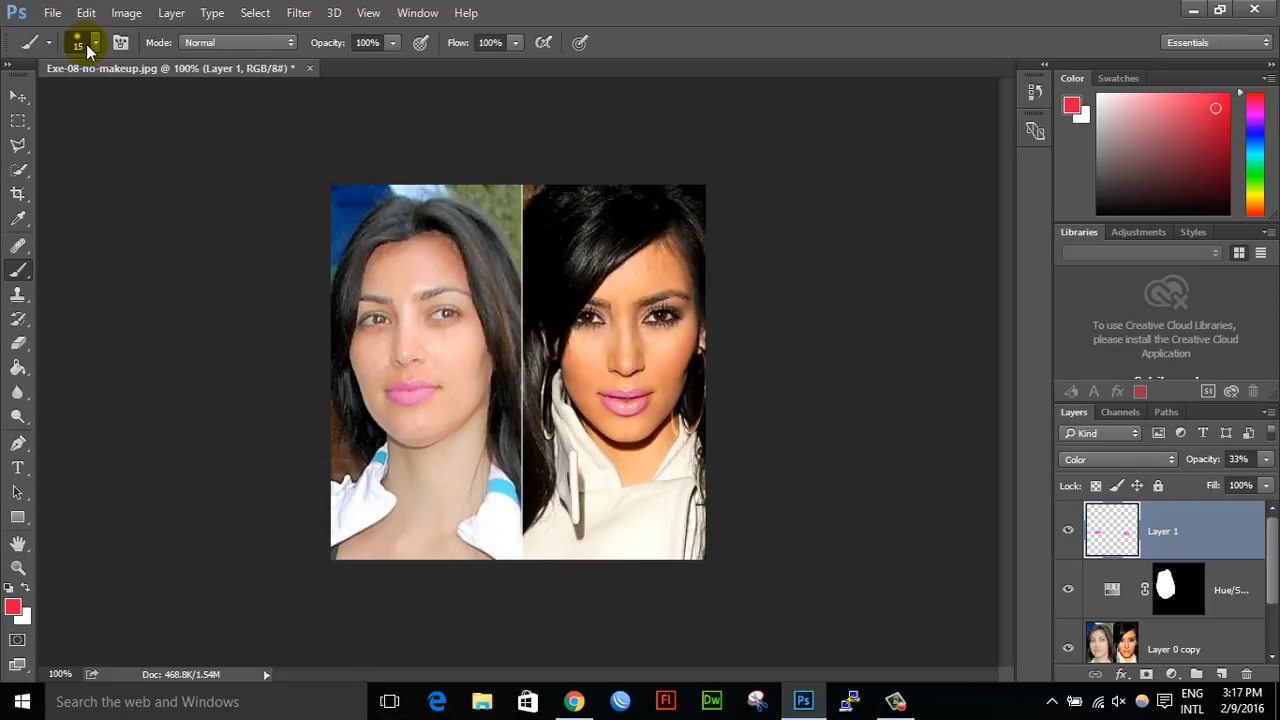 Ps File Edit Image Layer Type Select Filter 3D View Window Help
15 Mode: Normal Opacity: 100% Flow: 100% Essentials
Exe-08-no-makeup.jpg @ 100% (Layer 1, RGB/8#) * ×
Color Swatches
Libraries Adjustments Styles
To use Creative Cloud Libraries,
please install the Creative Cloud
Application
Layers Channels Paths
Kind
Color Opacity: 33%
Lock: Fill: 100%
Layer 1
Hue/S...
Layer 0 copy
100% Doc: 468.8K/1.54M
Search the web and Windows
Fl Dw Ps
ENG
INTL
3:17 PM
2/9/2016